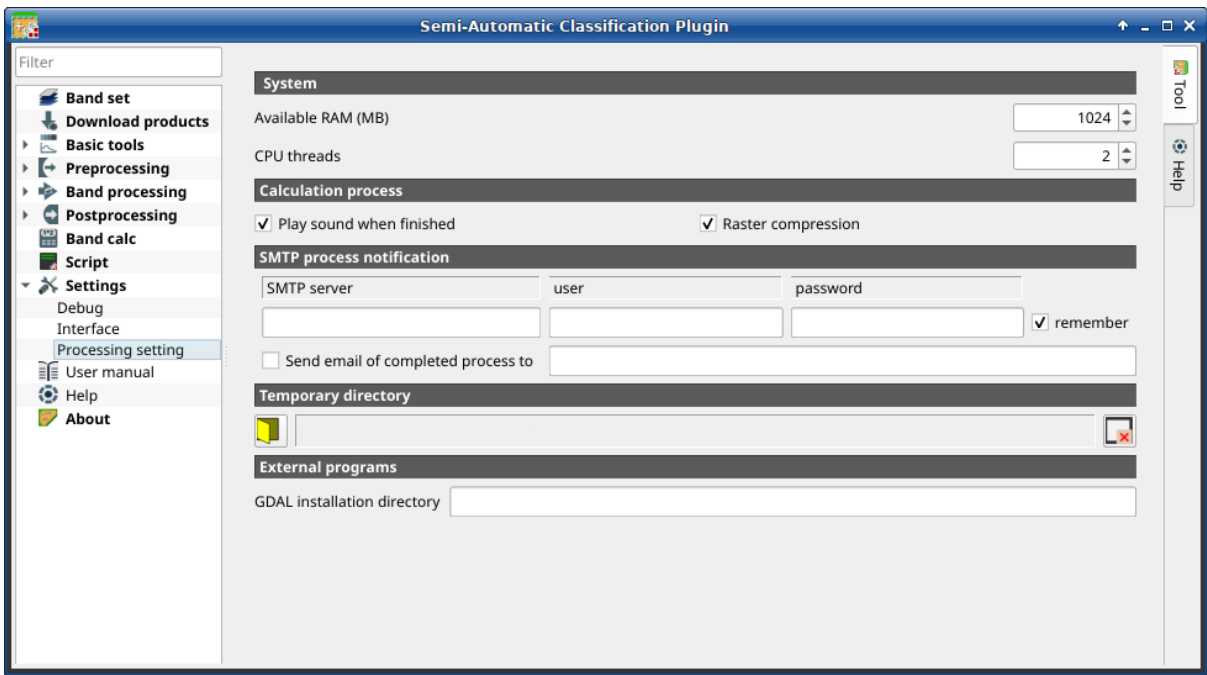 Semi-Automatic Classification Plugin
Filter
Band set
Download products
Basic tools
Preprocessing
Band processing
Postprocessing
Band calc
Script
Settings
Debug
Interface
Processing setting
User manual
Help
About
System
Available RAM (MB) 1024
CPU threads 2
Calculation process
Play sound when finished Raster compression
SMTP process notification
SMTP server user password
remember
Send email of completed process to
Temporary directory
External programs
GDAL installation directory
Tool
Help